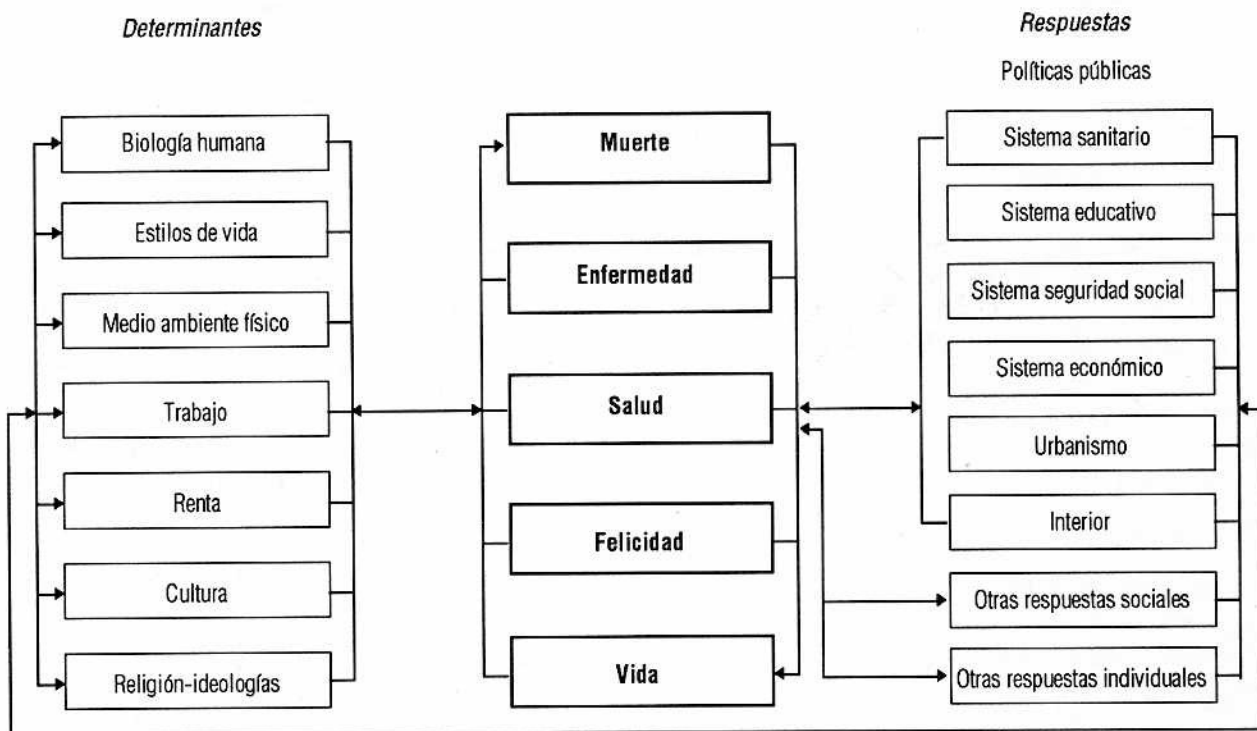 Determinantes
Biología humana
Estilos de vida
Medio ambiente físico
Trabajo
Renta
Cultura
Religión-ideologías
Muerte
Enfermedad
Salud
Felicidad
Vida
Respuestas
Políticas públicas
Sistema sanitario
Sistema educativo
Sistema seguridad social
Sistema económico
Urbanismo
Interior
Otras respuestas sociales
Otras respuestas individuales